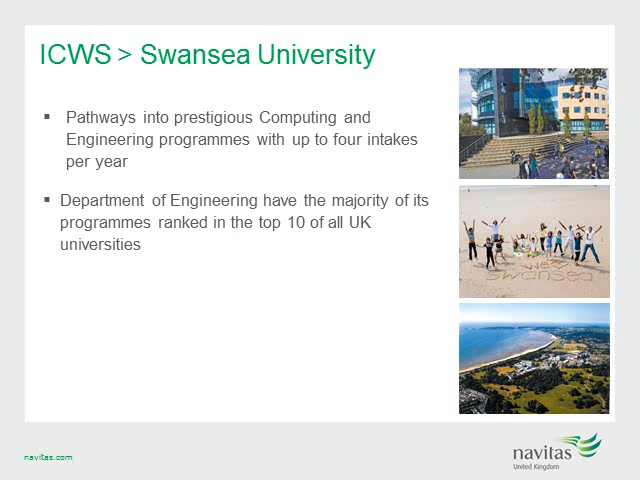 ICWS > Swansea University
▪ Pathways into prestigious Computing and
Engineering programmes with up to four intakes
per year
▪ Department of Engineering have the majority of its
programmes ranked in the top 10 of all UK
universities
swansea
navitas.com
navitas
United Kingdom